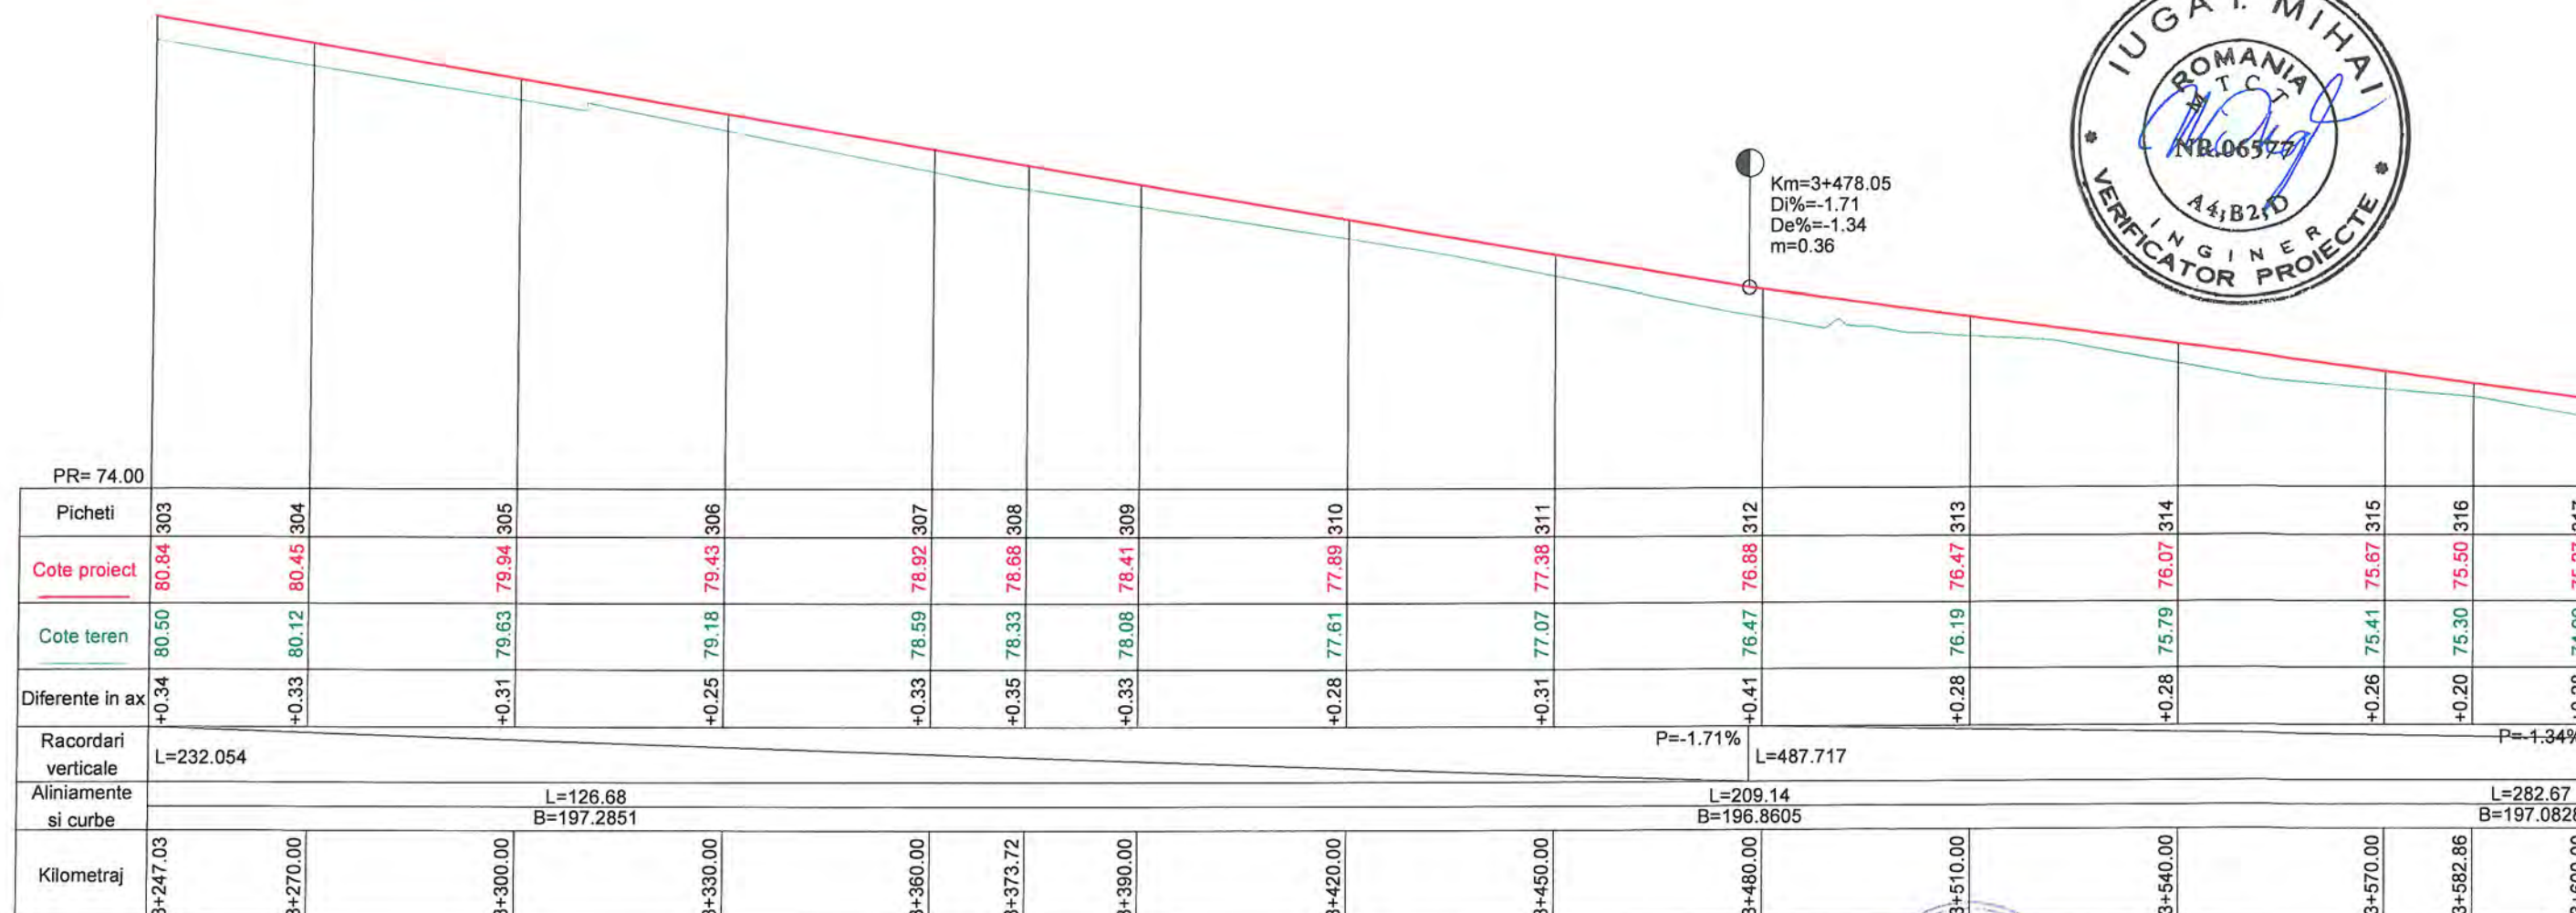 IUGA I. MIHAI
ROMANIA
M T C T
NR.06577
A4,B2,D
INGINER
VERIFICATOR PROIECTE
Km=3+478.05
Di%=-1.71
De%=-1.34
m=0.36
PR= 74.00
Picheti 303 304 305 306 307 308 309 310 311 312 313 314 315 316
Cote proiect 80.84 80.45 79.94 79.43 78.92 78.68 78.41 77.89 77.38 76.88 76.47 76.07 75.67 75.50
Cote teren 80.50 80.12 79.63 79.18 78.59 78.33 78.08 77.61 77.07 76.47 76.19 75.79 75.41 75.30
Diferente in ax +0.34 +0.33 +0.31 +0.25 +0.33 +0.35 +0.33 +0.28 +0.31 +0.41 +0.28 +0.28 +0.26 +0.20
Racordari verticale L=232.054 P=-1.71% L=487.717 P=-1.34%
Aliniamente si curbe L=126.68 L=209.14 L=282.67
B=197.2851 B=196.8605 B=197.0828
Kilometraj 3+247.03 3+270.00 3+300.00 3+330.00 3+360.00 3+373.72 3+390.00 3+420.00 3+450.00 3+480.00 3+510.00 3+540.00 3+570.00 3+582.86